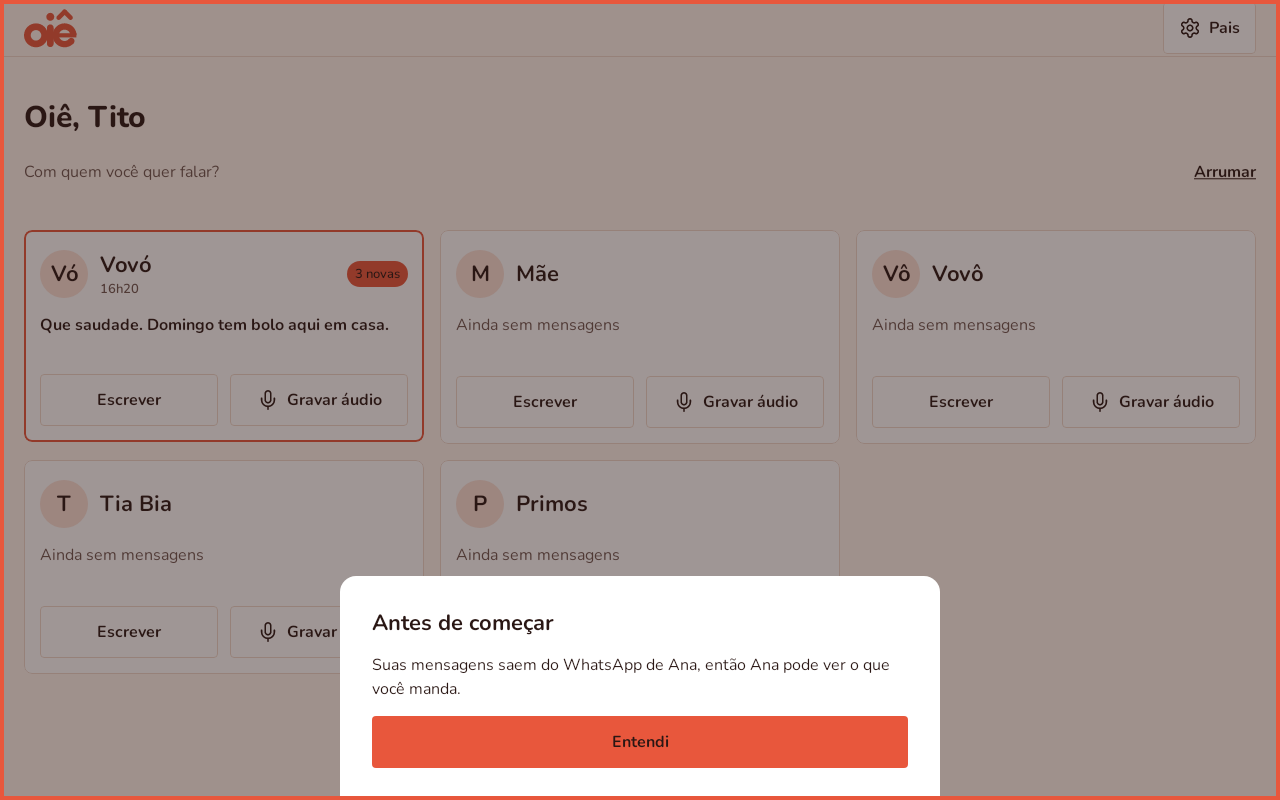 oiê
Pais
Oiê, Tito
Com quem você quer falar?
Arrumar
Vó
Vovó
16h20
3 novas
Que saudade. Domingo tem bolo aqui em casa.
Escrever
Gravar áudio
M
Mãe
Ainda sem mensagens
Escrever
Gravar áudio
Vô
Vovô
Ainda sem mensagens
Escrever
Gravar áudio
T
Tia Bia
Ainda sem mensagens
Escrever
Gravar
P
Primos
Ainda sem mensagens
Antes de começar
Suas mensagens saem do WhatsApp de Ana, então Ana pode ver o que
você manda.
Entendi